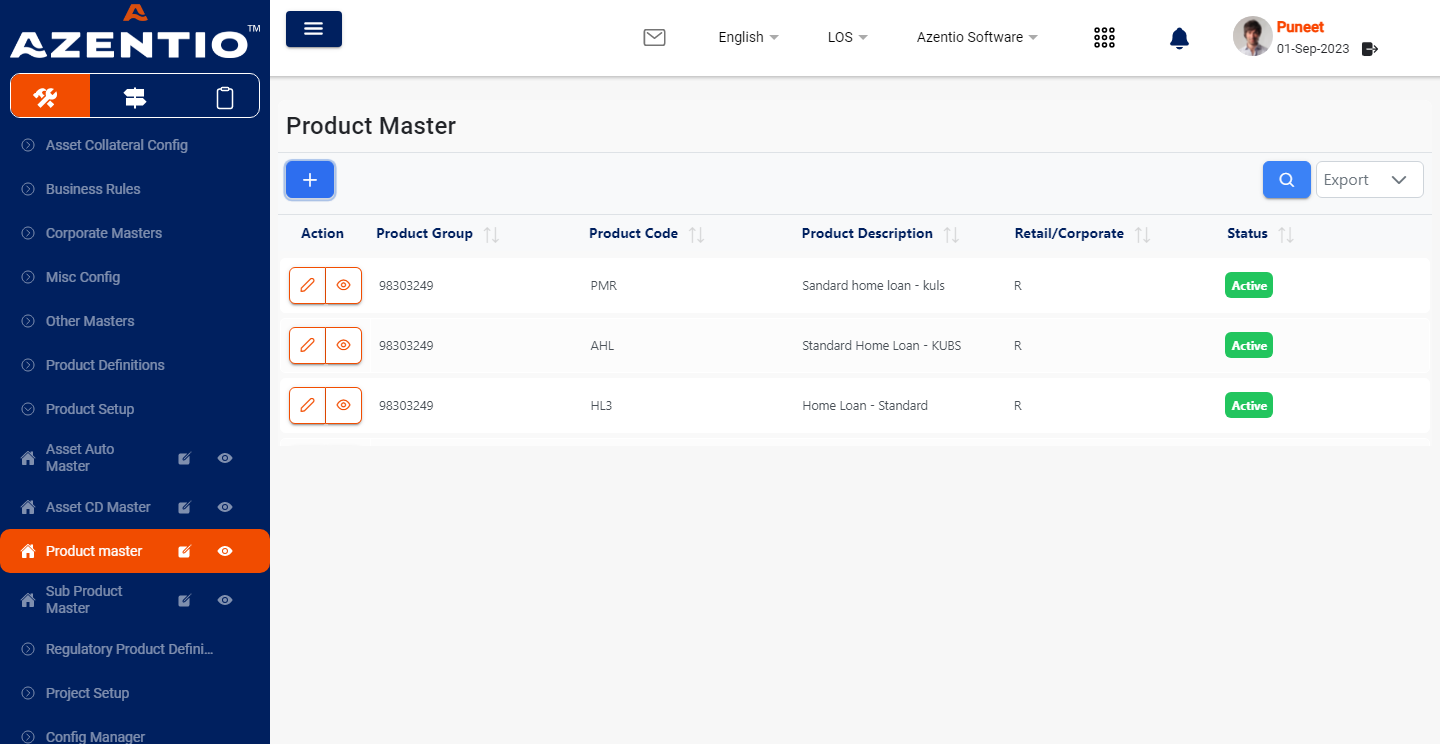 AZENTIO™
English
LOS
Azentio Software
Puneet
01-Sep-2023
Asset Collateral Config
Business Rules
Corporate Masters
Misc Config
Other Masters
Product Definitions
Product Setup
Asset Auto
Master
Asset CD Master
Product master
Sub Product
Master
Regulatory Product Defini...
Project Setup
Config Manager
Product Master
+
Export
Action Product Group Product Code Product Description Retail/Corporate Status
98303249 PMR Sandard home loan - kuls R Active
98303249 AHL Standard Home Loan - KUBS R Active
98303249 HL3 Home Loan - Standard R Active